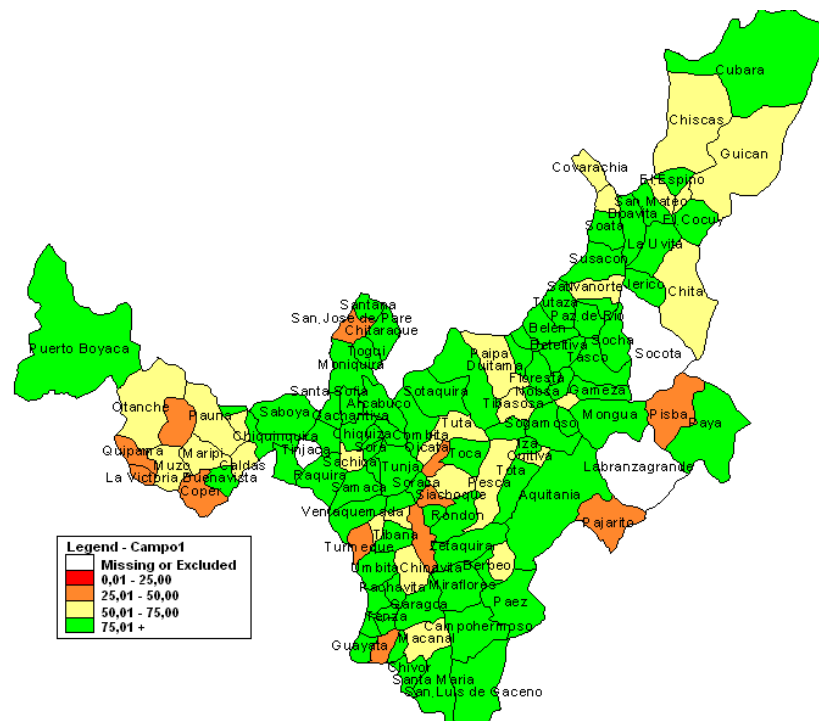 Cubara
Chiscas
Guican
Covarachia
El Espino
San Mateo
Boavita
El Cocuy
Soata
La Uvita
Susacon
Jerico
Chita
Sativanorte
Tutaza
Paz de Rio
Santana
San Jose de Pare
Chitaraque
Belen
Socha
Socota
Puerto Boyaca
Togui
Moniquira
Paipa
Duitama
Tasco
Floresta
Santa Sofia
Sotaquira
Nobsa
Gameza
Pisba
Otanche
Pauna
Saboya
Arcabuco
Gachantiva
Tibasosa
Mongua
Paya
Chiquinquira
Chiquiza
Combita
Tuta
Sogamoso
Quipama
Maripi
Tinjaca
Sora
Oicata
Toca
Iza
Cuitiva
Labranzagrande
Muzo
Caldas
Sachica
Tunja
Tota
La Victoria
Buenavista
Raquira
Samaca
Soraca
Siachoque
Pesca
Aquitania
Coper
Ventaquemada
Rondon
Pajarito
Tibana
Turmeque
Zetaquira
Umbita
Chinavita
Berbeo
Pachavita
Miraflores
Garagoa
Paez
Tenza
Campohermoso
Macanal
Guayata
Chivor
Santa Maria
San Luis de Gaceno
Legend - Campo1
Missing or Excluded
0,01 - 25,00
25,01 - 50,00
50,01 - 75,00
75,01 +